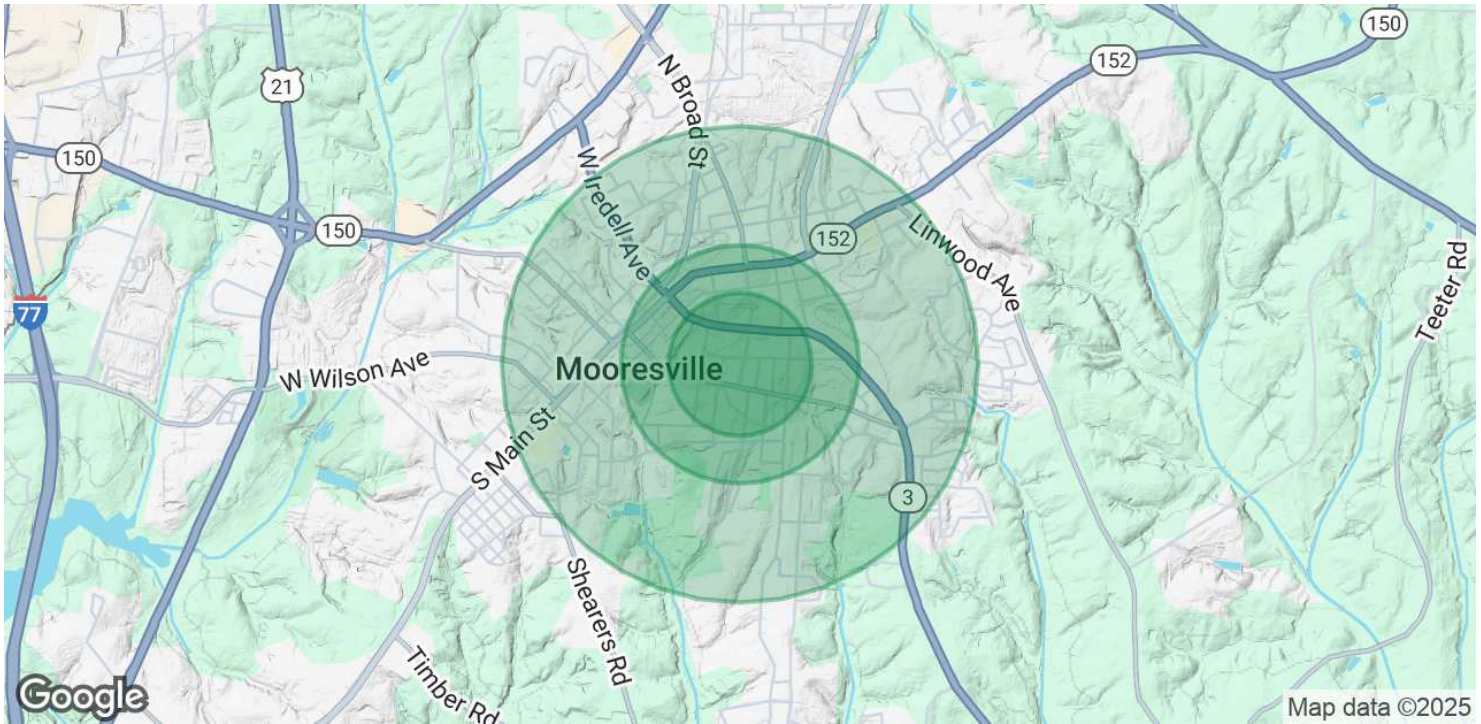 150
152
21
N Broad St
150
W Iredell Ave
150
152
Linwood Ave
77
Teeter Rd
Mooresville
W Wilson Ave
S Main St
3
Shearers Rd
Timber Rd
Google
Map data ©2025